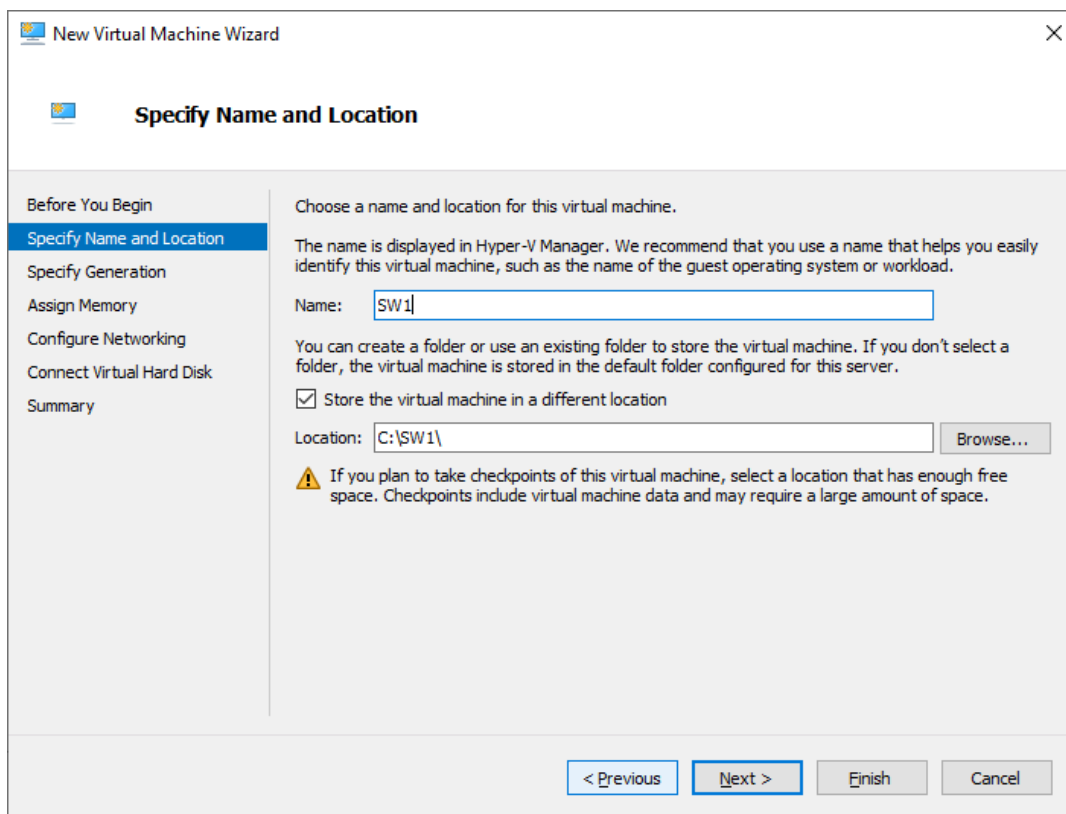 New Virtual Machine Wizard
Specify Name and Location
Before You Begin
Specify Name and Location
Specify Generation
Assign Memory
Configure Networking
Connect Virtual Hard Disk
Summary
Choose a name and location for this virtual machine.
The name is displayed in Hyper-V Manager. We recommend that you use a name that helps you easily
identify this virtual machine, such as the name of the guest operating system or workload.
Name: SW1
You can create a folder or use an existing folder to store the virtual machine. If you don't select a
folder, the virtual machine is stored in the default folder configured for this server.
Store the virtual machine in a different location
Location: C:\SW1\ Browse...
If you plan to take checkpoints of this virtual machine, select a location that has enough free
space. Checkpoints include virtual machine data and may require a large amount of space.
< Previous Next > Finish Cancel